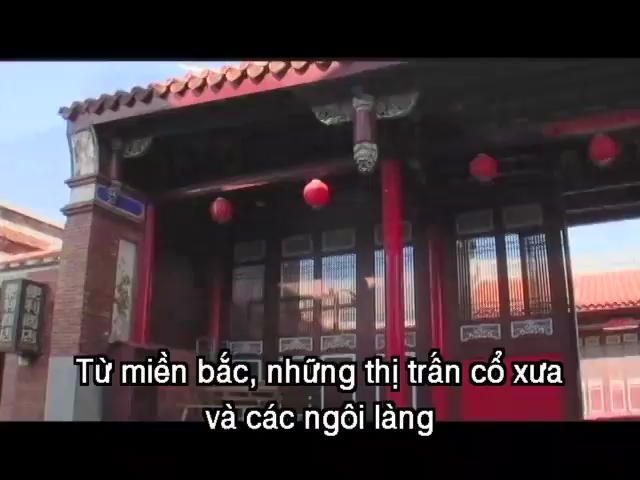 Từ miền bắc, những thị trấn cổ xưa
và các ngôi làng